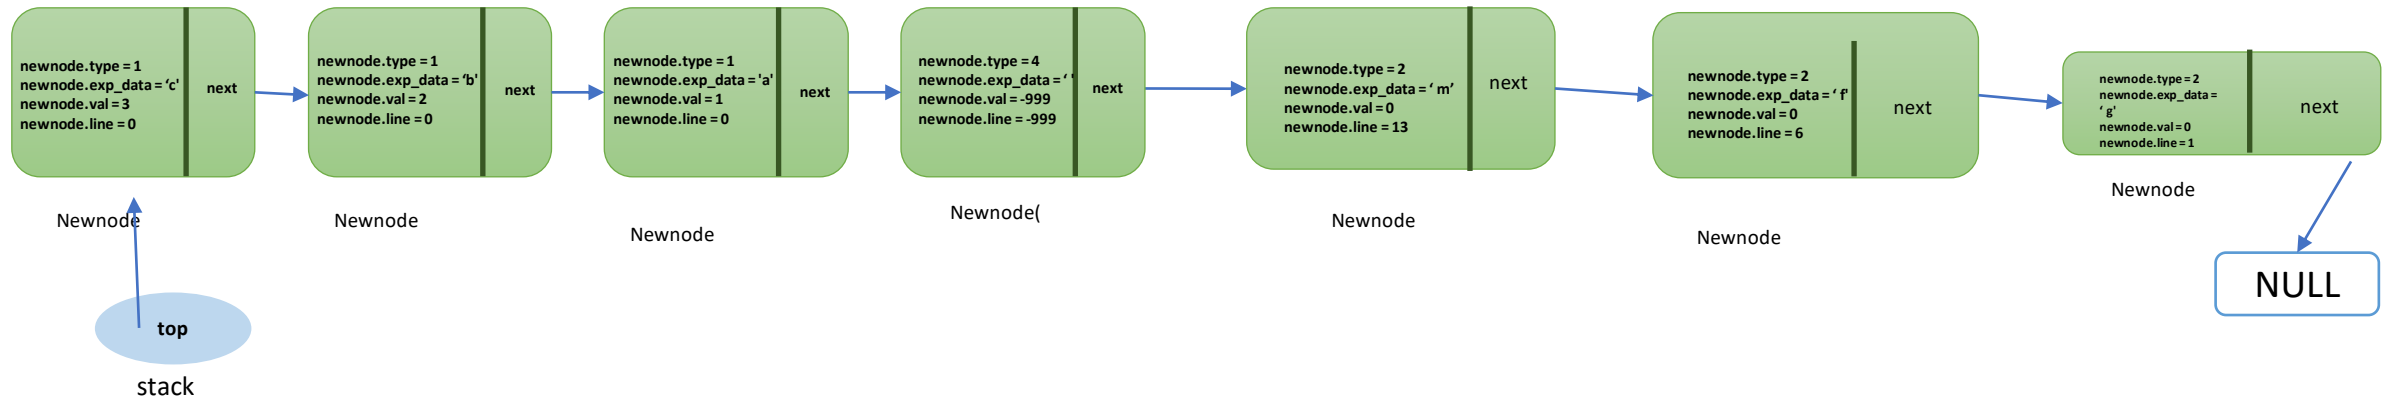 newnode.type = 1
newnode.exp_data = ‘c'
newnode.val = 3
newnode.line = 0
next
newnode.type = 1
newnode.exp_data = ‘b'
newnode.val = 2
newnode.line = 0
next
newnode.type = 1
newnode.exp_data = 'a'
newnode.val = 1
newnode.line = 0
next
newnode.type = 4
newnode.exp_data = ‘ '
newnode.val = -999
newnode.line = -999
next
newnode.type = 2
newnode.exp_data = ‘ m’
newnode.val = 0
newnode.line = 13
next
newnode.type = 2
newnode.exp_data = ‘ f'
newnode.val = 0
newnode.line = 6
next
newnode.type = 2
newnode.exp_data =
‘ g'
newnode.val = 0
newnode.line = 1
next
Newnode
Newnode
Newnode
Newnode(
Newnode
Newnode
Newnode
NULL
top
stack